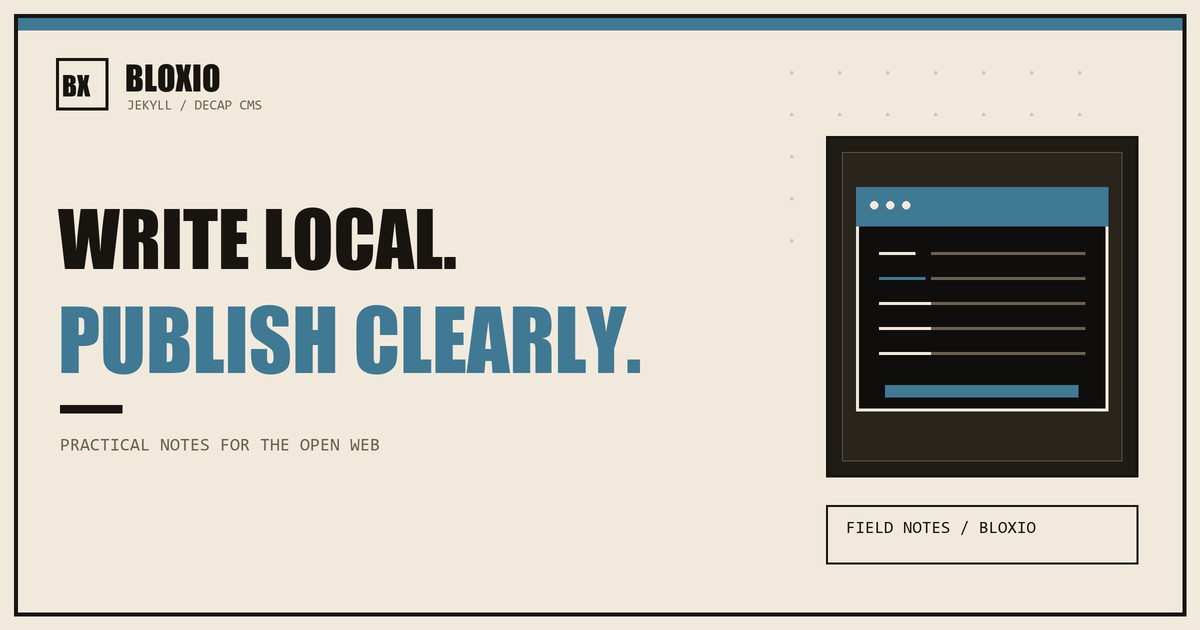 BX
BLOXIO
JEKYLL / DECAP CMS
WRITE LOCAL.
PUBLISH CLEARLY.
PRACTICAL NOTES FOR THE OPEN WEB
FIELD NOTES / BLOXIO